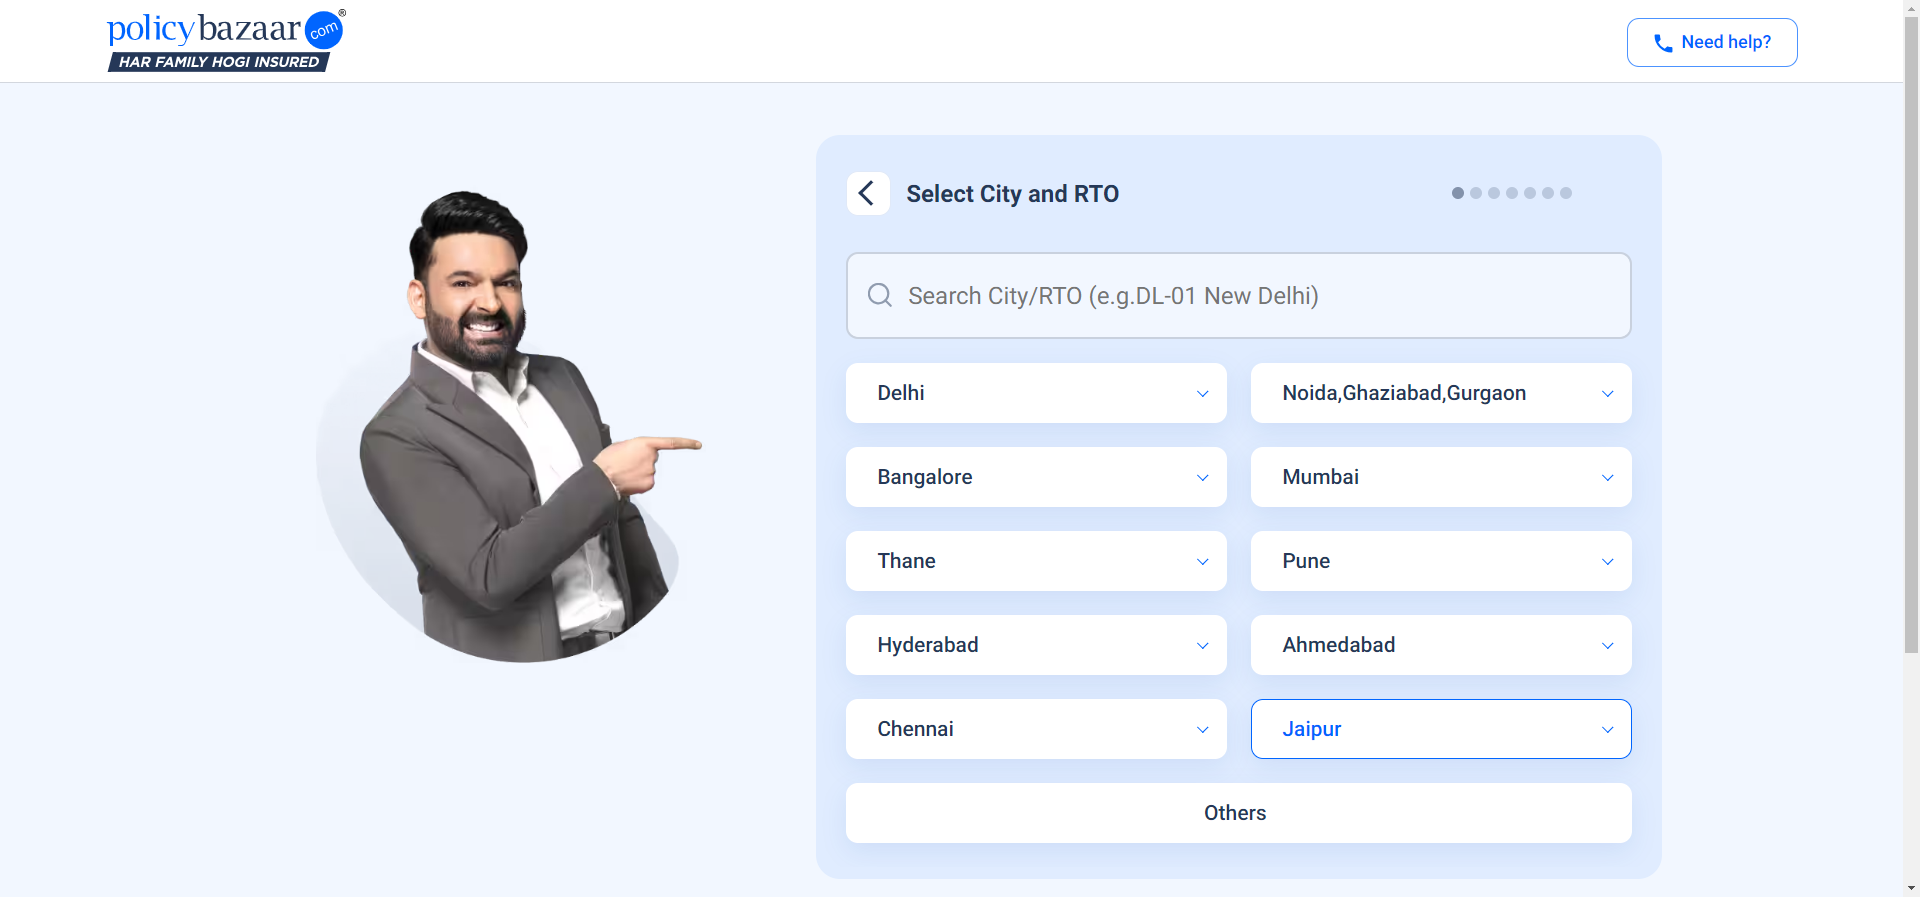 policybazaar.com®
HAR FAMILY HOGI INSURED
Need help?
Select City and RTO
Search City/RTO (e.g.DL-01 New Delhi)
Delhi
Noida,Ghaziabad,Gurgaon
Bangalore
Mumbai
Thane
Pune
Hyderabad
Ahmedabad
Chennai
Jaipur
Others